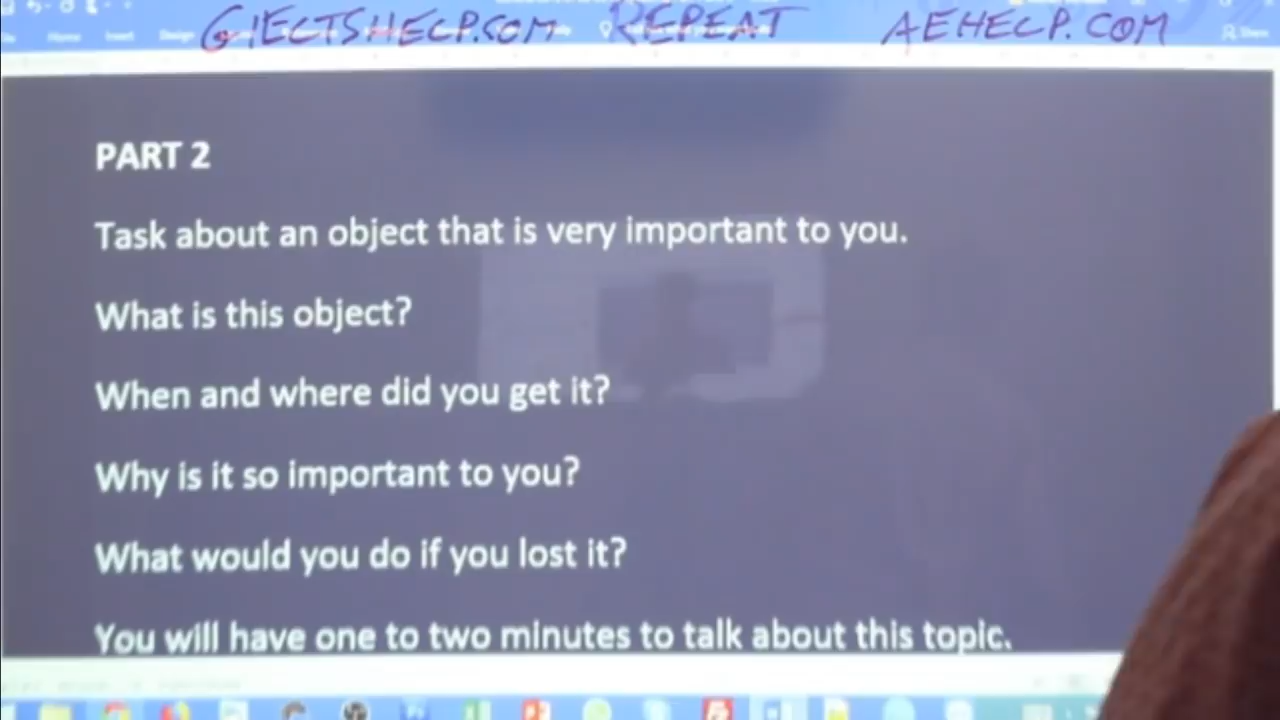 GIELTSHELP.COM REPEAT AEHELP.COM
PART 2
Task about an object that is very important to you.
What is this object?
When and where did you get it?
Why is it so important to you?
What would you do if you lost it?
You will have one to two minutes to talk about this topic.